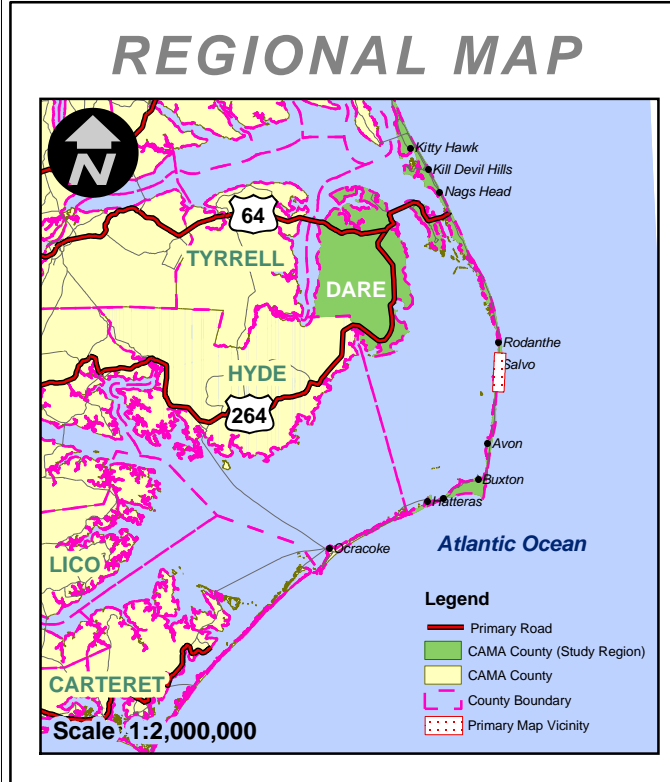 REGIONAL MAP
N
Kitty Hawk
Kill Devil Hills
Nags Head
64
TYRRELL
DARE
Rodanthe
Salvo
HYDE
264
Avon
Buxton
Hatteras
Ocracoke
Atlantic Ocean
LICO
Legend
Primary Road
CAMA County (Study Region)
CAMA County
CARTERET
County Boundary
Primary Map Vicinity
Scale 1:2,000,000